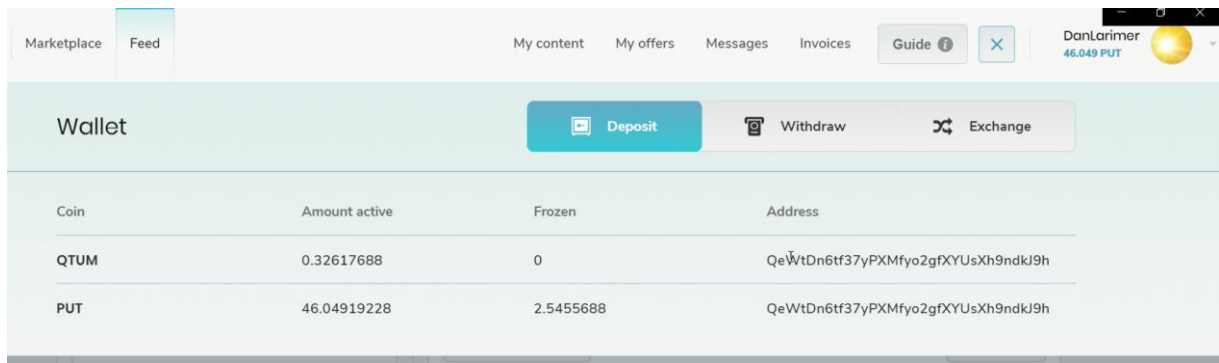 Marketplace Feed My content My offers Messages Invoices Guide DanLarimer
46.049 PUT
Wallet Deposit Withdraw Exchange
Coin Amount active Frozen Address
QTUM 0.32617688 0 QeWtDn6tf37yPXMfyo2gfXYUsXh9ndkJ9h
PUT 46.04919228 2.5455688 QeWtDn6tf37yPXMfyo2gfXYUsXh9ndkJ9h